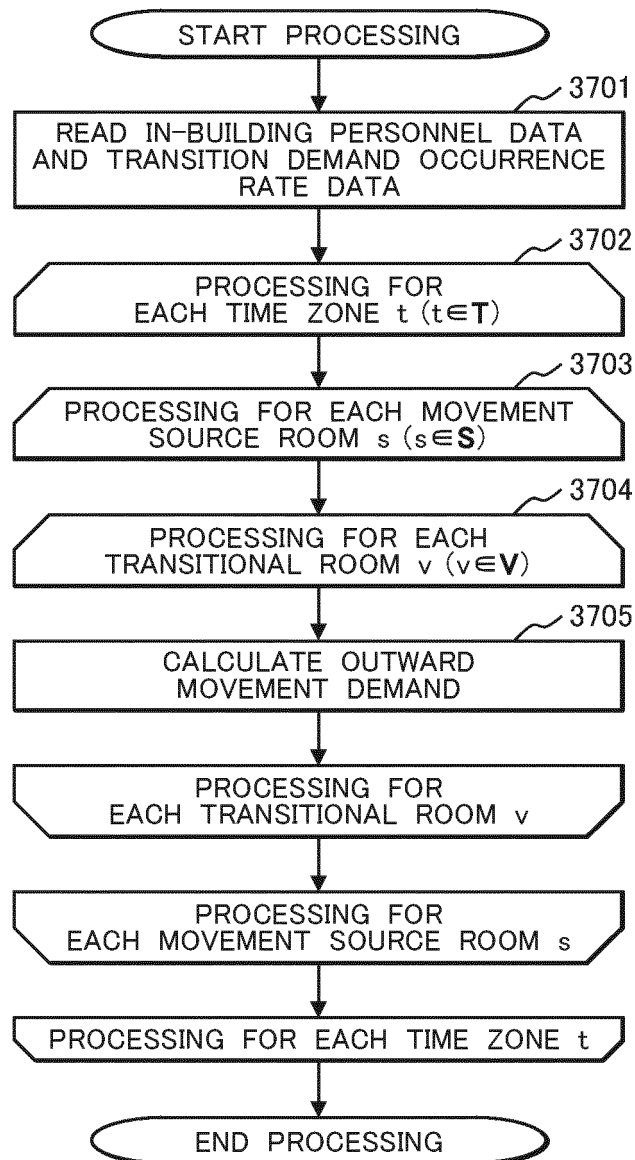 START PROCESSING
3701
READ IN-BUILDING PERSONNEL DATA
AND TRANSITION DEMAND OCCURRENCE
RATE DATA
3702
PROCESSING FOR
EACH TIME ZONE t (t∈T)
3703
PROCESSING FOR EACH MOVEMENT
SOURCE ROOM s (s∈S)
3704
PROCESSING FOR EACH
TRANSITIONAL ROOM v (v∈V)
3705
CALCULATE OUTWARD
MOVEMENT DEMAND
PROCESSING FOR
EACH TRANSITIONAL ROOM v
PROCESSING FOR
EACH MOVEMENT SOURCE ROOM s
PROCESSING FOR EACH TIME ZONE t
END PROCESSING